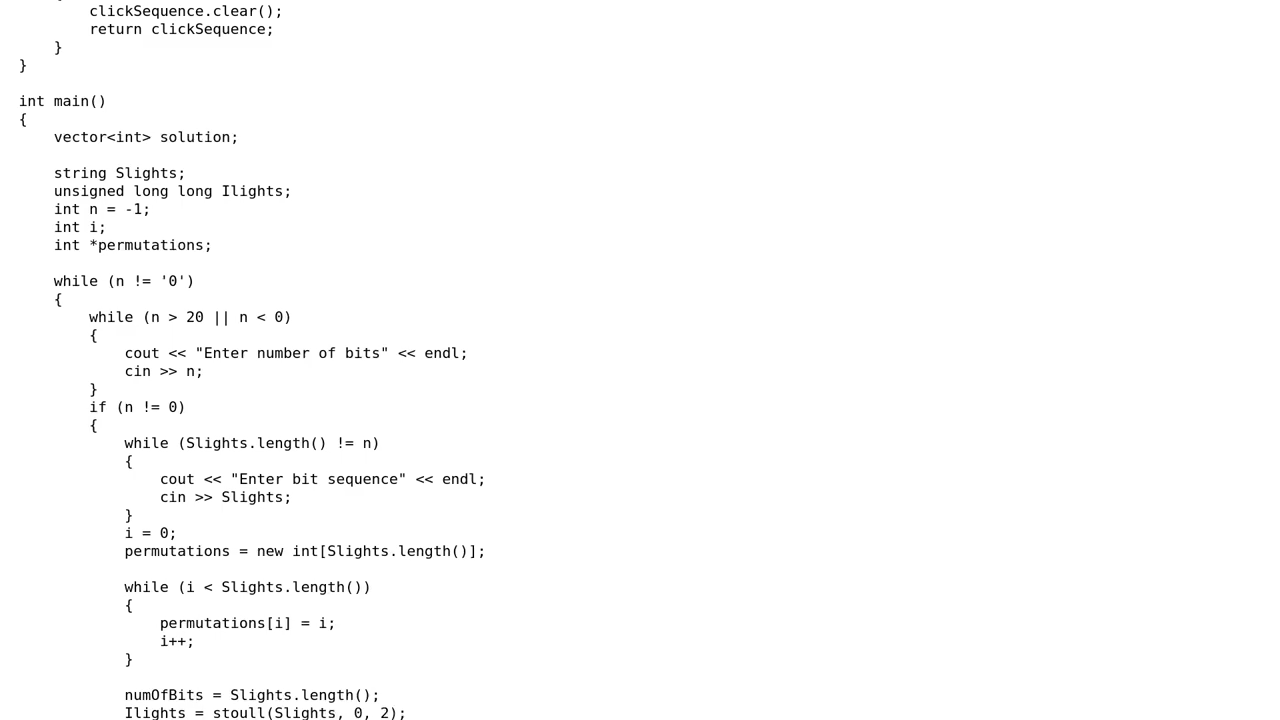 clickSequence.clear();
        return clickSequence;
    }
}

int main()
{
    vector<int> solution;

    string Slights;
    unsigned long long Ilights;
    int n = -1;
    int i;
    int *permutations;

    while (n != '0')
    {
        while (n > 20 || n < 0)
        {
            cout << "Enter number of bits" << endl;
            cin >> n;
        }
        if (n != 0)
        {
            while (Slights.length() != n)
            {
                cout << "Enter bit sequence" << endl;
                cin >> Slights;
            }
            i = 0;
            permutations = new int[Slights.length()];

            while (i < Slights.length())
            {
                permutations[i] = i;
                i++;
            }

            numOfBits = Slights.length();
            Ilights = stoull(Slights, 0, 2);